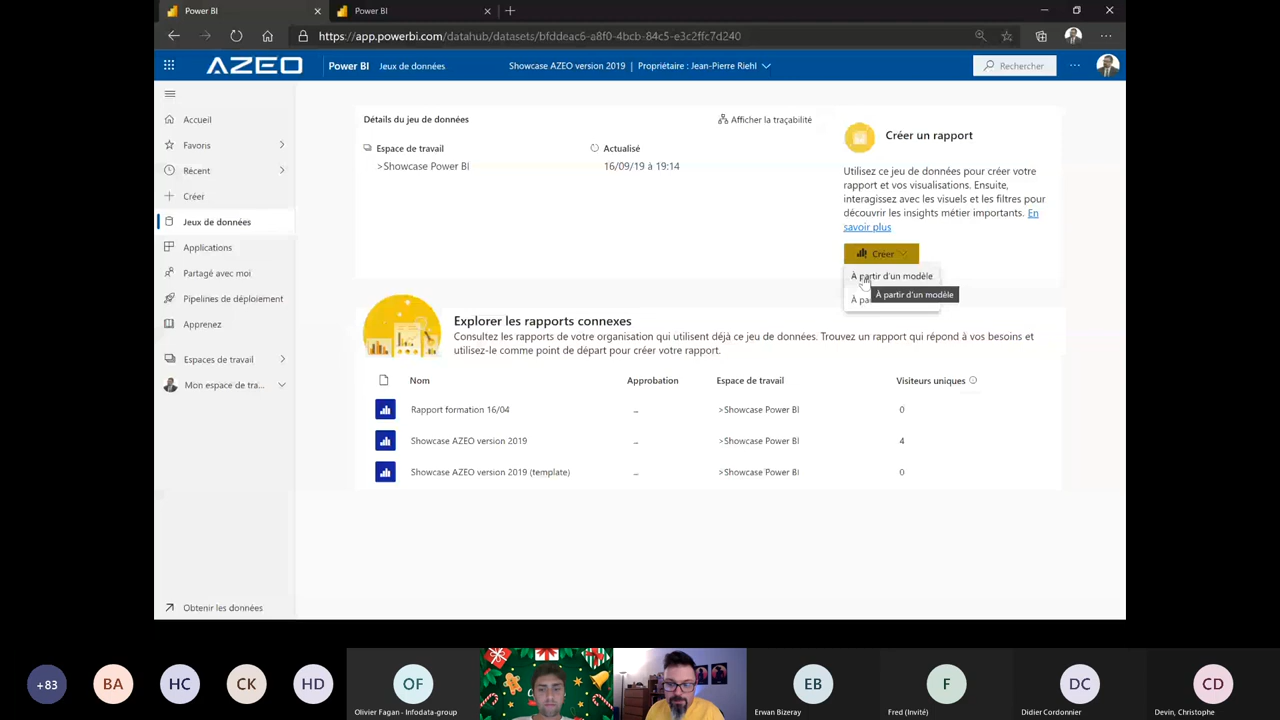 Power BI
Power BI
https://app.powerbi.com/datahub/datasets/bfddeac6-a8f0-4bcb-84c5-e3c2ffc7d240
AZEO
Power BI
Jeux de données
Showcase AZEO version 2019 | Propriétaire : Jean-Pierre Riehl
Rechercher
Accueil
Favoris
Récent
Créer
Jeux de données
Applications
Partagé avec moi
Pipelines de déploiement
Apprenez
Espaces de travail
Mon espace de tra...
Obtenir les données
Détails du jeu de données
Afficher la traçabilité
Espace de travail
Actualisé
>Showcase Power BI
16/09/19 à 19:14
Créer un rapport
Utilisez ce jeu de données pour créer votre
rapport et vos visualisations. Ensuite,
interagissez avec les visuels et les filtres pour
découvrir les insights métier importants. En
savoir plus
Créer
À partir d'un modèle
À pa
À partir d'un modèle
Explorer les rapports connexes
Consultez les rapports de votre organisation qui utilisent déjà ce jeu de données. Trouvez un rapport qui répond à vos besoins et
utilisez-le comme point de départ pour créer votre rapport.
Nom
Approbation
Espace de travail
Visiteurs uniques
Rapport formation 16/04
>Showcase Power BI
0
Showcase AZEO version 2019
>Showcase Power BI
4
Showcase AZEO version 2019 (template)
>Showcase Power BI
0
+83
BA
HC
CK
HD
OF
EB
F
DC
CD
Olivier Fagan - Infodata-group
Erwan Bizeray
Fred (Invité)
Didier Cordonnier
Devin, Christophe